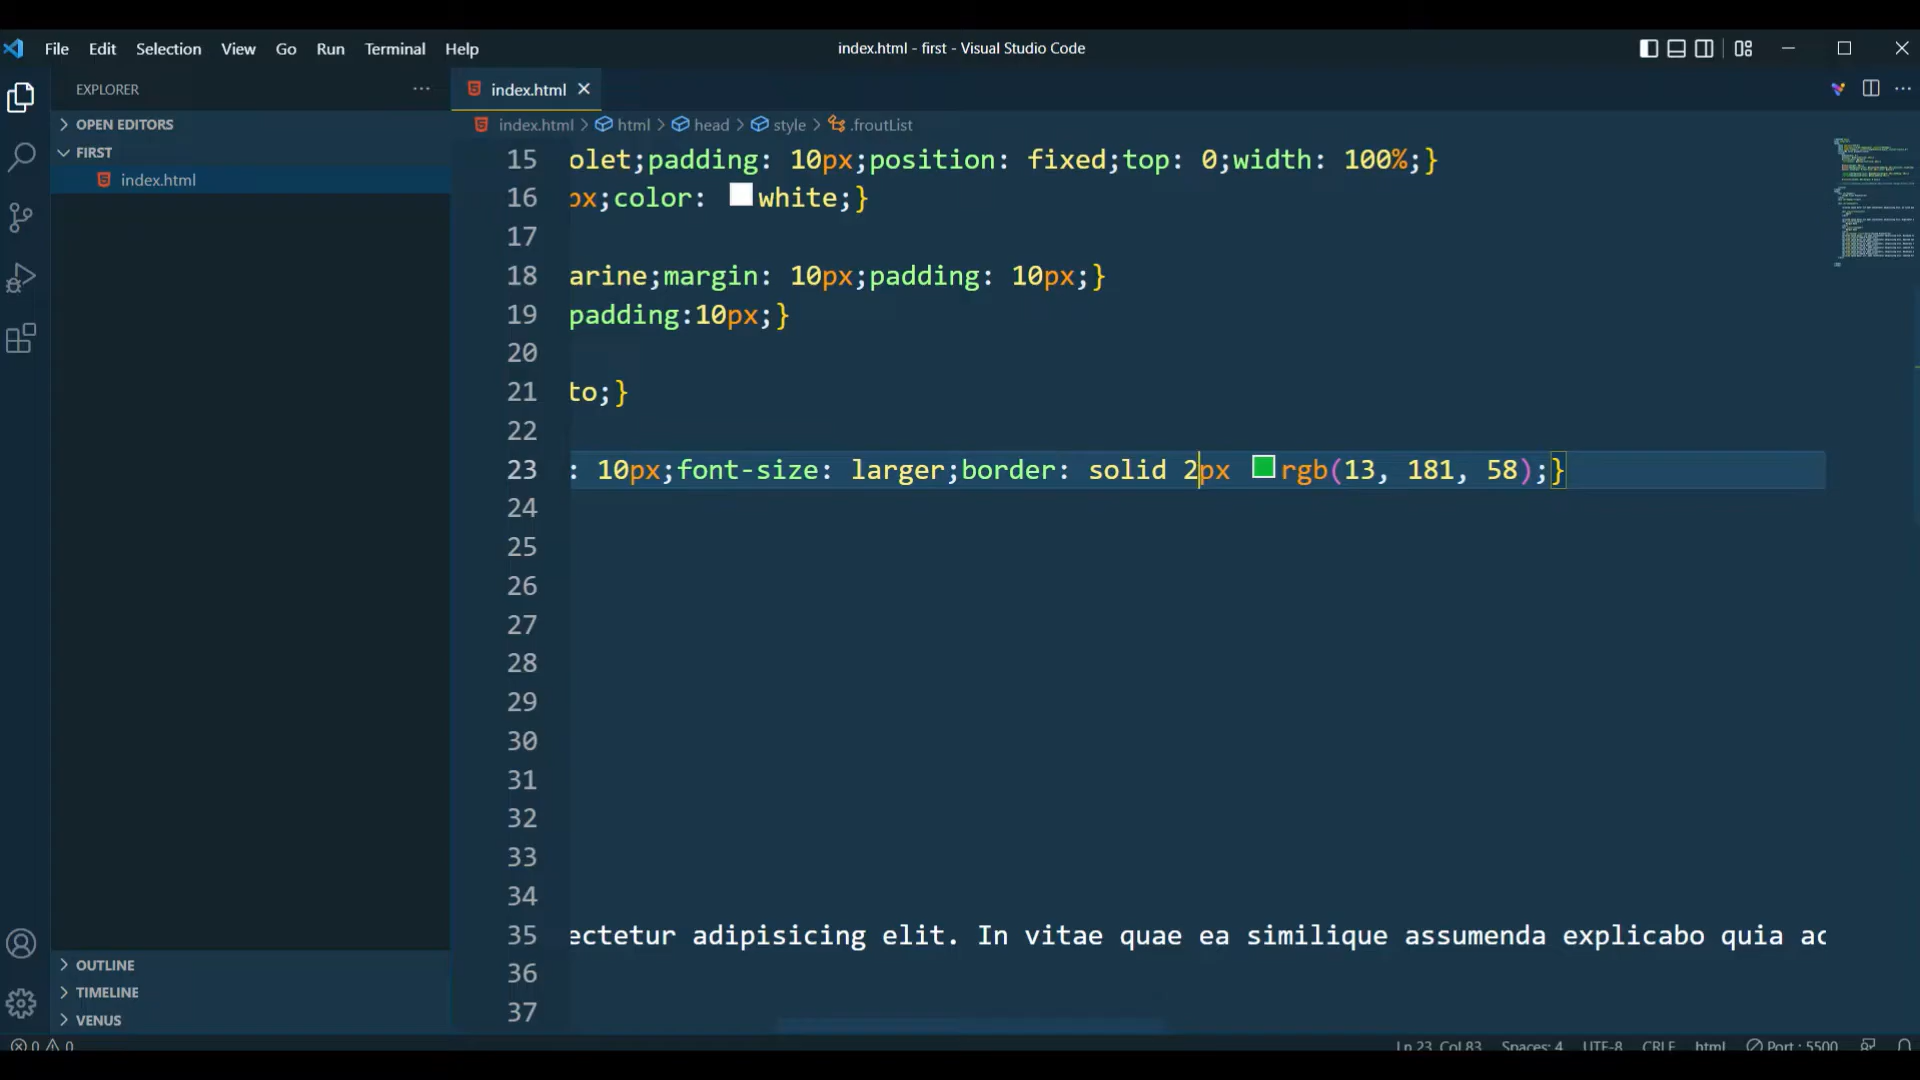 File Edit Selection View Go Run Terminal Help index.html - first - Visual Studio Code
EXPLORER
index.html
OPEN EDITORS
index.html > html > head > style > .froutList
FIRST
index.html
15 olet;padding: 10px;position: fixed;top: 0;width: 100%;}
16 px;color: white;}
17
18 arine;margin: 10px;padding: 10px;}
19 padding:10px;}
20
21 to;}
22
23 : 10px;font-size: larger;border: solid 2px rgb(13, 181, 58);}
24
25
26
27
28
29
30
31
32
33
34
35 ectetur adipisicing elit. In vitae quae ea similique assumenda explicabo quia ac
36
37
OUTLINE
TIMELINE
VENUS
0 0 Ln 23, Col 83 Spaces: 4 UTF-8 CRLF html Port : 5500